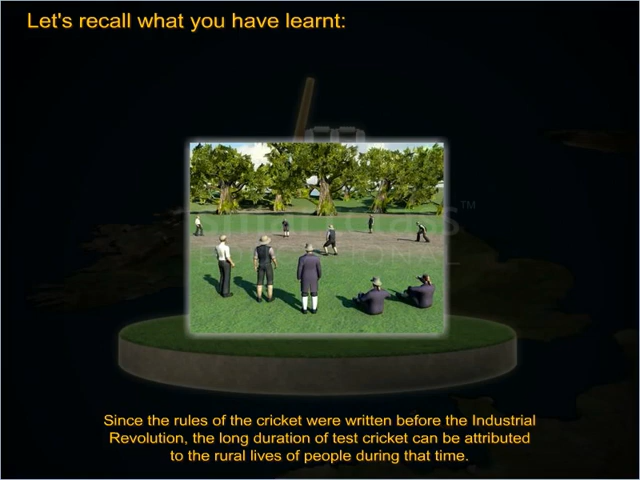 Let's recall what you have learnt:
Since the rules of the cricket were written before the Industrial
Revolution, the long duration of test cricket can be attributed
to the rural lives of people during that time.